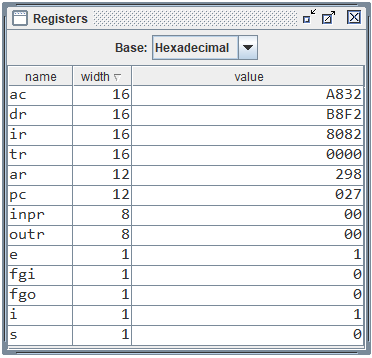 Registers
Base: Hexadecimal
name width value
ac 16 A832
dr 16 B8F2
ir 16 8082
tr 16 0000
ar 12 298
pc 12 027
inpr 8 00
outr 8 00
e 1 1
fgi 1 0
fgo 1 0
i 1 1
s 1 0